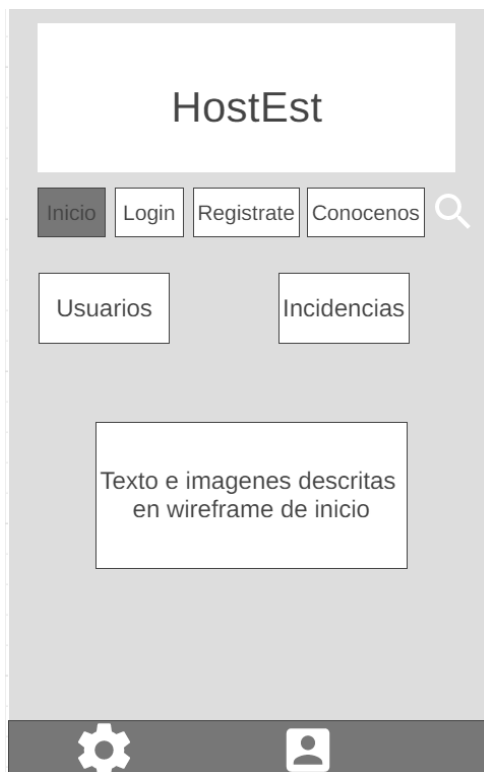 HostEst
Inicio Login Registrate Conocenos
Usuarios Incidencias
Texto e imagenes descritas
en wireframe de inicio